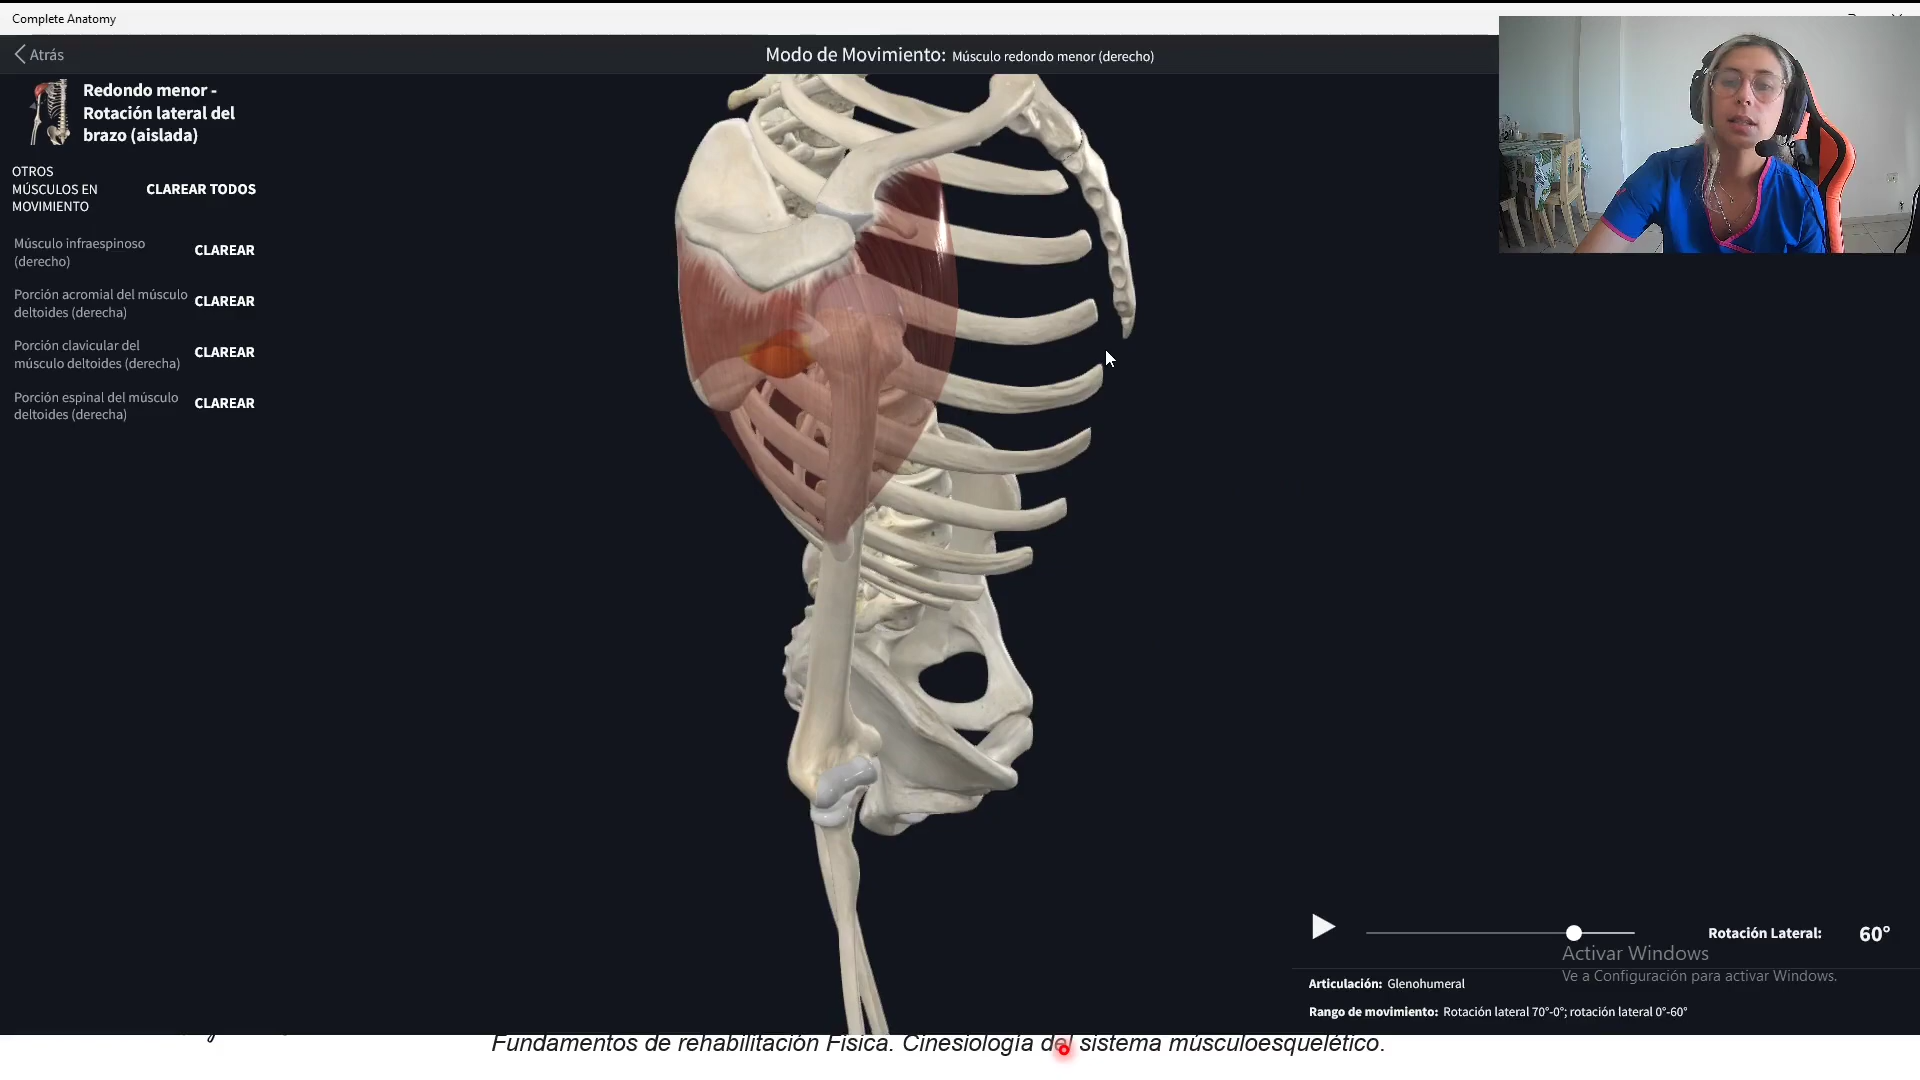 Complete Anatomy
Atrás
Modo de Movimiento: Músculo redondo menor (derecho)
Redondo menor -
Rotación lateral del
brazo (aislada)
OTROS
MÚSCULOS EN
MOVIMIENTO
CLAREAR TODOS
Músculo infraespinoso
(derecho)
CLAREAR
Porción acromial del músculo
deltoides (derecha)
CLAREAR
Porción clavicular del
músculo deltoides (derecha)
CLAREAR
Porción espinal del músculo
deltoides (derecha)
CLAREAR
Rotación Lateral: 60°
Activar Windows
Ve a Configuración para activar Windows.
Articulación: Glenohumeral
Rango de movimiento: Rotación lateral 70°-0°; rotación lateral 0°-60°
Fundamentos de rehabilitación Física. Cinesiología del sistema músculoesquelético.